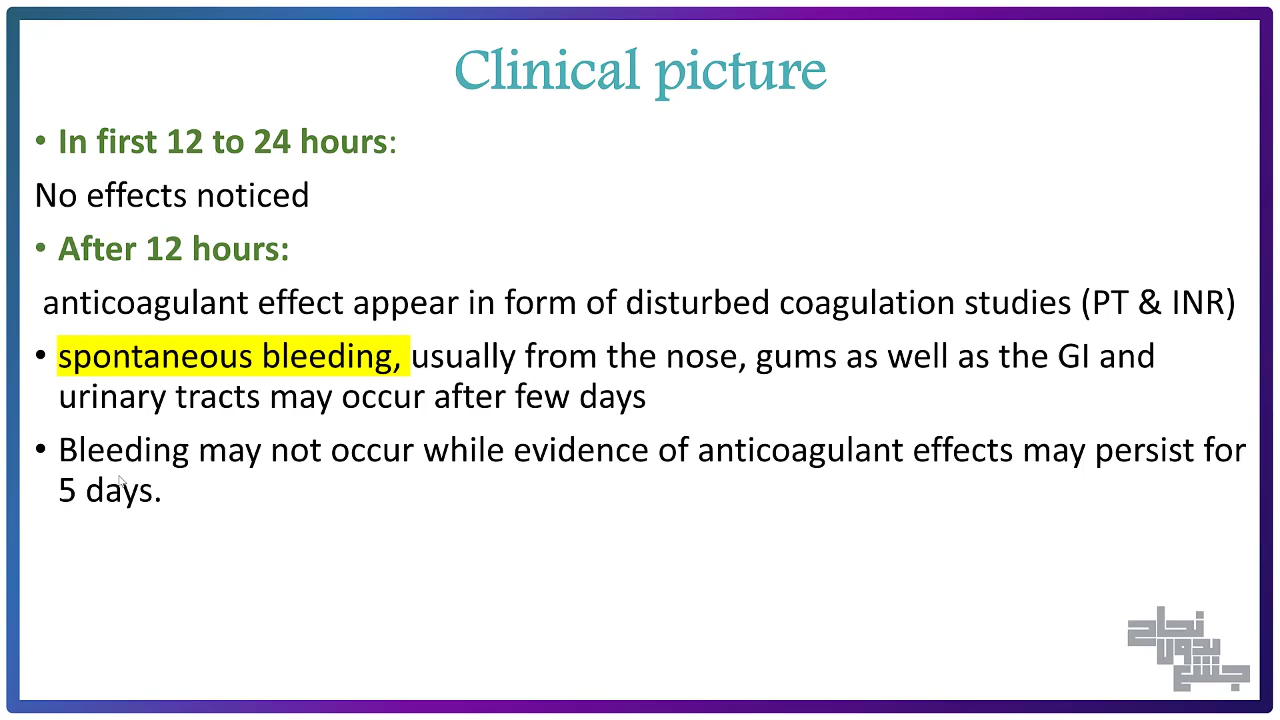 Clinical picture
• In first 12 to 24 hours:
No effects noticed
• After 12 hours:
anticoagulant effect appear in form of disturbed coagulation studies (PT & INR)
• spontaneous bleeding, usually from the nose, gums as well as the GI and
urinary tracts may occur after few days
• Bleeding may not occur while evidence of anticoagulant effects may persist for
5 days.
نجاح
بدون
جشع